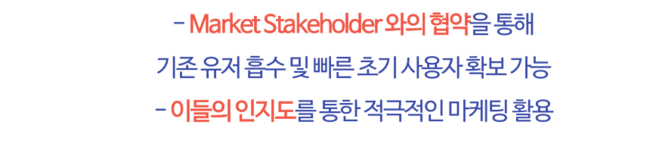 - Market Stakeholder 와의 협약을 통해
기존 유저 흡수 및 빠른 초기 사용자 확보 가능
- 이들의 인지도를 통한 적극적인 마케팅 활용